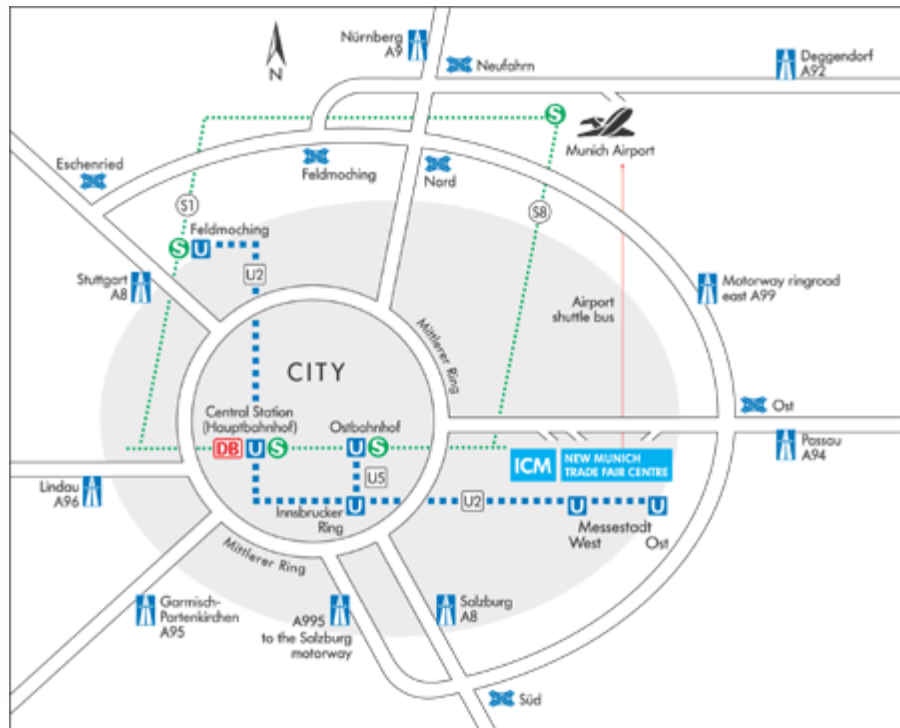 Nürnberg
A9
Neufahrn
Deggendorf
A92
N
S
Munich Airport
Eschenried
Feldmoching
Nord
S1
S8
Feldmoching
S
U
U2
Stuttgart
A8
Motorway ringroad
east A99
Airport
shuttle bus
Mittlerer Ring
CITY
Central Station
(Hauptbahnhof)
DB
U
S
Ostbahnhof
U
S
Ost
Passau
A94
ICM
NEW MUNICH
TRADE FAIR CENTRE
U5
Lindau
A96
Innsbrucker
Ring
U
U2
U
U
Messestadt
West
Ost
Mittlerer Ring
Garmisch-
Partenkirchen
A95
A995
to the Salzburg
motorway
Salzburg
A8
Süd